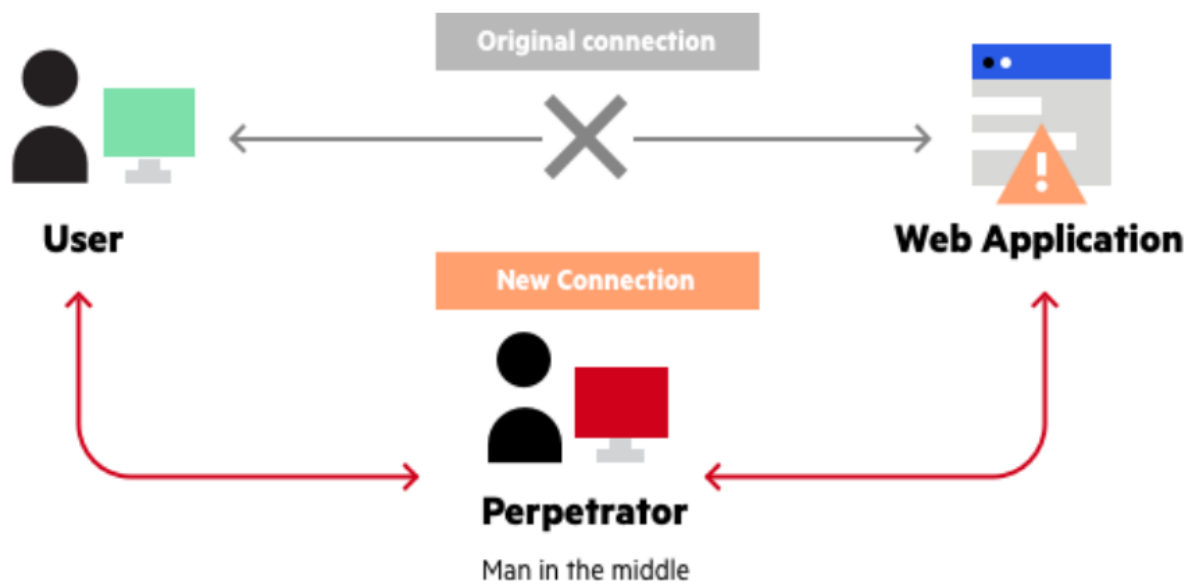 Original connection
User
Web Application
New Connection
Perpetrator
Man in the middle